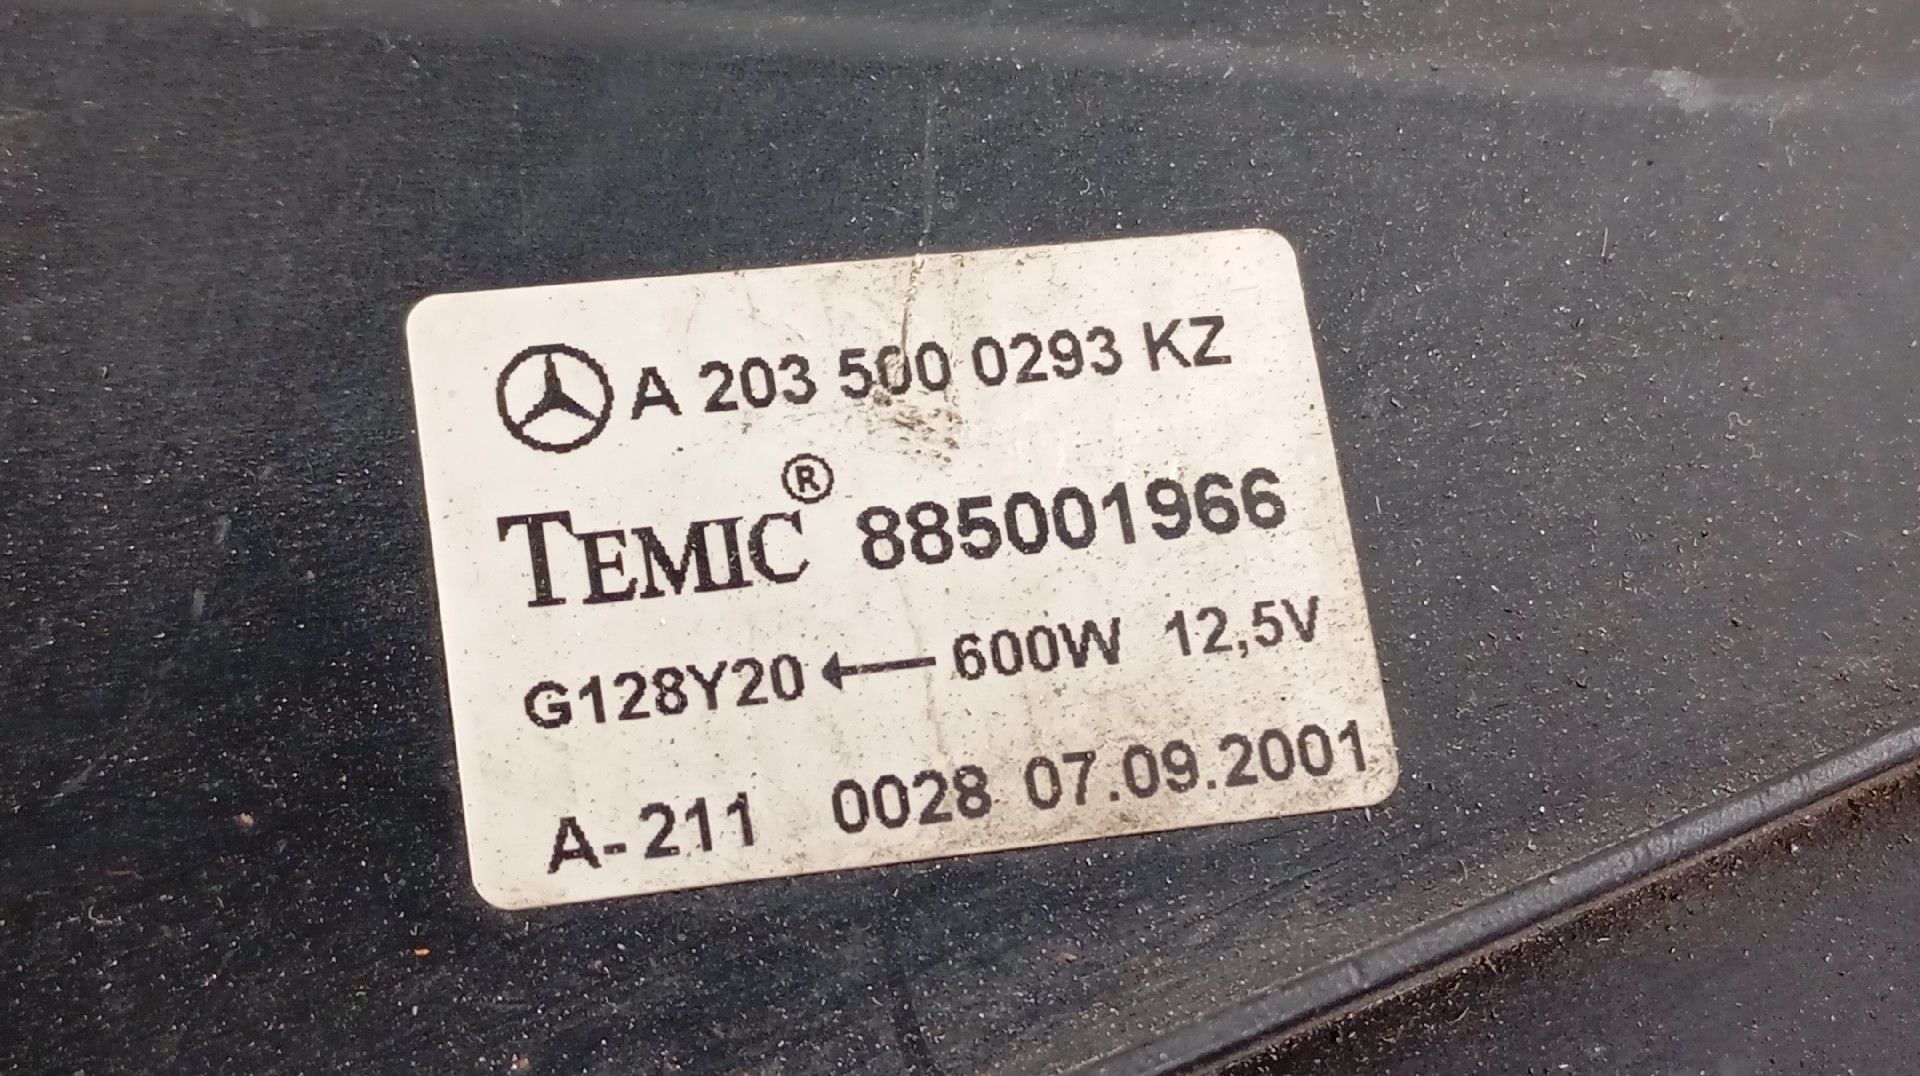 A 203 500 0293 KZ
TEMIC® 885001966
G128Y20 ← 600W 12,5V
A-211 0028 07.09.2001